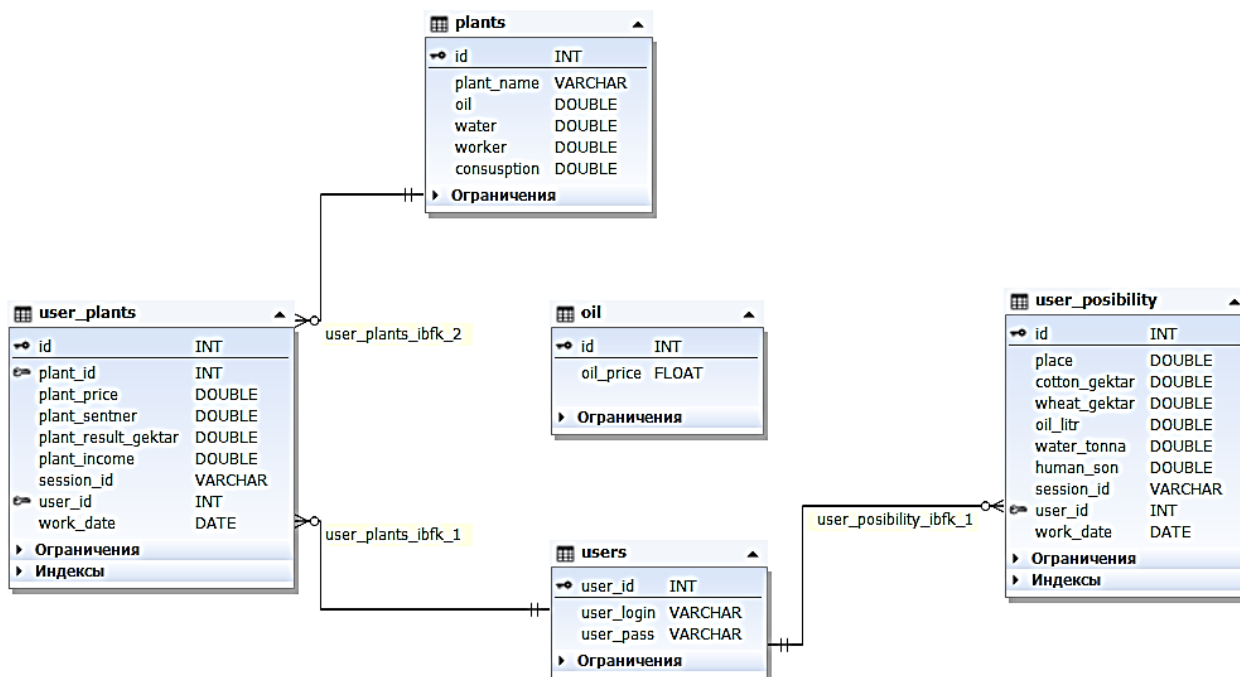 plants
id INT
plant_name VARCHAR
oil DOUBLE
water DOUBLE
worker DOUBLE
consusption DOUBLE
Ограничения
user_plants
id INT
plant_id INT
plant_price DOUBLE
plant_sentner DOUBLE
plant_result_gektar DOUBLE
plant_income DOUBLE
session_id VARCHAR
user_id INT
work_date DATE
Ограничения
Индексы
user_plants_ibfk_2
user_plants_ibfk_1
oil
id INT
oil_price FLOAT
Ограничения
users
user_id INT
user_login VARCHAR
user_pass VARCHAR
Ограничения
user_posibility_ibfk_1
user_posibility
id INT
place DOUBLE
cotton_gektar DOUBLE
wheat_gektar DOUBLE
oil_litr DOUBLE
water_tonna DOUBLE
human_son DOUBLE
session_id VARCHAR
user_id INT
work_date DATE
Ограничения
Индексы